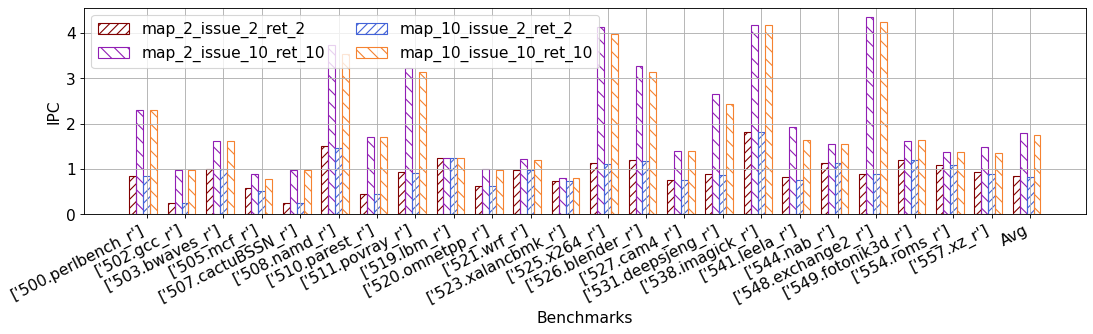 map_2_issue_2_ret_2
map_2_issue_10_ret_10
map_10_issue_2_ret_2
map_10_issue_10_ret_10
IPC
4
3
2
1
0
['500.perlbench_r']
['502.gcc_r']
['503.bwaves_r']
['505.mcf_r']
['507.cactuBSSN_r']
['508.namd_r']
['510.parest_r']
['511.povray_r']
['519.lbm_r']
['520.omnetpp_r']
['521.wrf_r']
['523.xalancbmk_r']
['525.x264_r']
['526.blender_r']
['527.cam4_r']
['531.deepsjeng_r']
['538.imagick_r']
['541.leela_r']
['544.nab_r']
['548.exchange2_r']
['549.fotonik3d_r']
['554.roms_r']
['557.xz_r']
Avg
Benchmarks